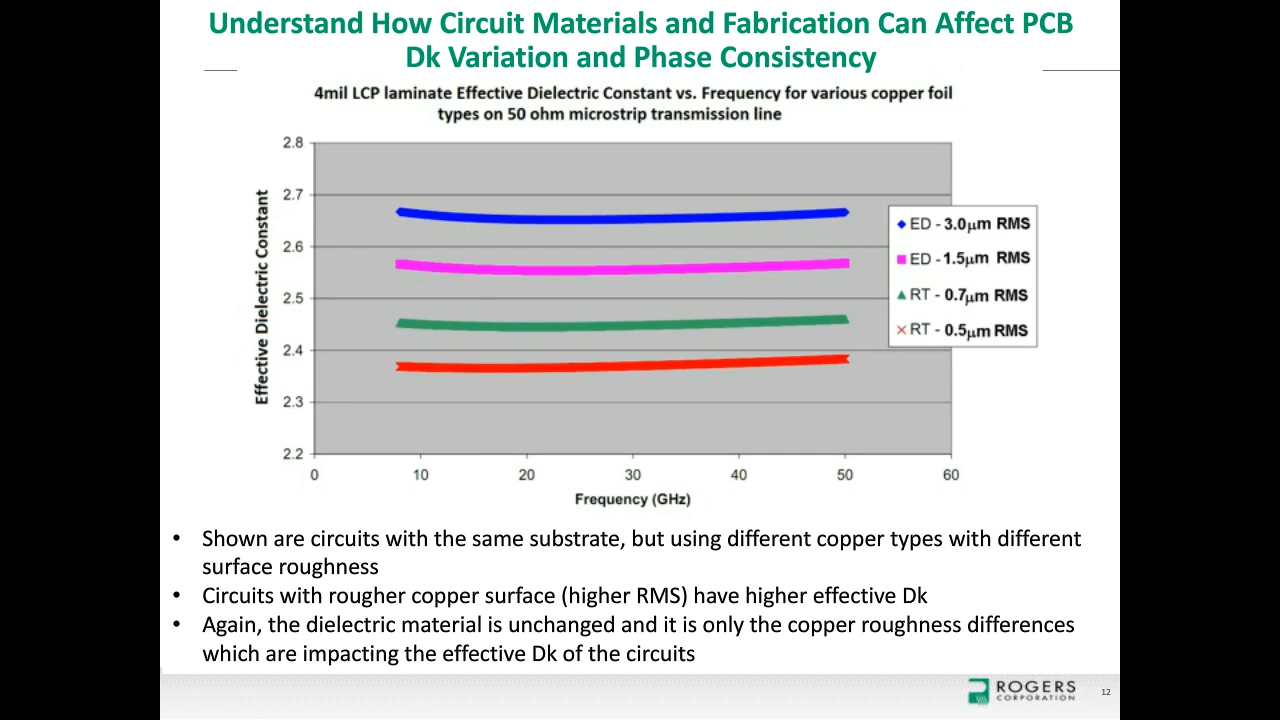 Understand How Circuit Materials and Fabrication Can Affect PCB
Dk Variation and Phase Consistency
4mil LCP laminate Effective Dielectric Constant vs. Frequency for various copper foil
types on 50 ohm microstrip transmission line
Effective Dielectric Constant
2.8
2.7
2.6
2.5
2.4
2.3
2.2
0 10 20 30 40 50 60
Frequency (GHz)
ED - 3.0μm RMS
ED - 1.5μm RMS
RT - 0.7μm RMS
RT - 0.5μm RMS
• Shown are circuits with the same substrate, but using different copper types with different
surface roughness
• Circuits with rougher copper surface (higher RMS) have higher effective Dk
• Again, the dielectric material is unchanged and it is only the copper roughness differences
which are impacting the effective Dk of the circuits
ROGERS
CORPORATION
12